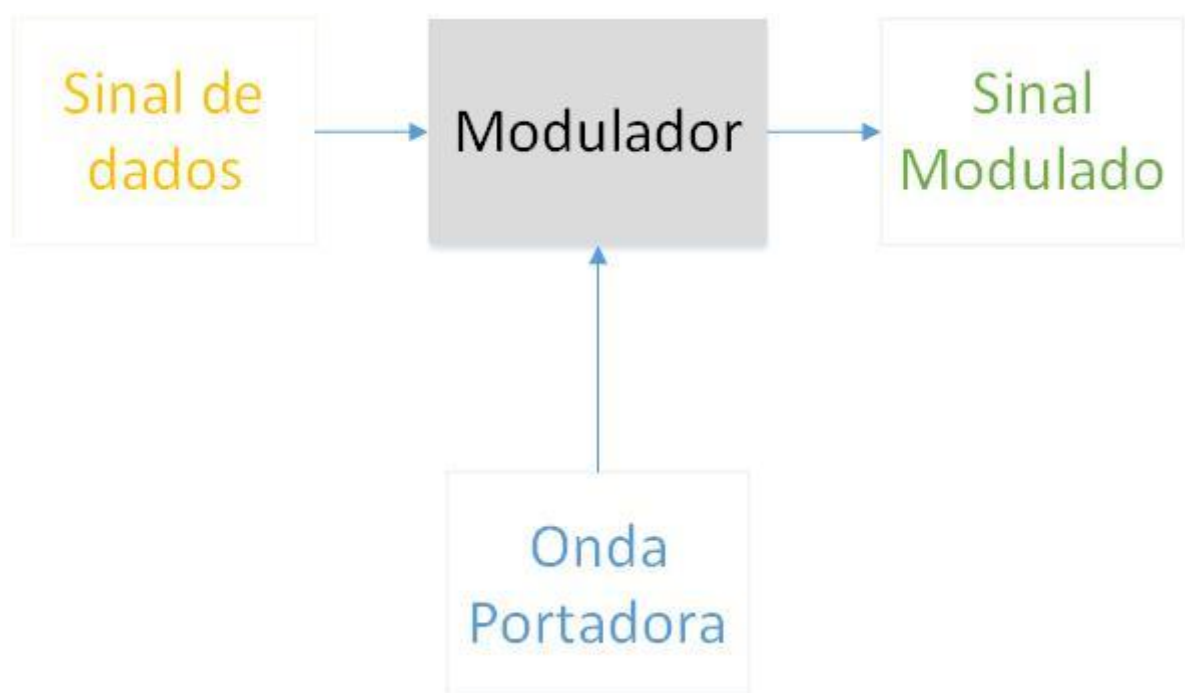 Sinal de
dados
Modulador
Sinal
Modulado
Onda
Portadora